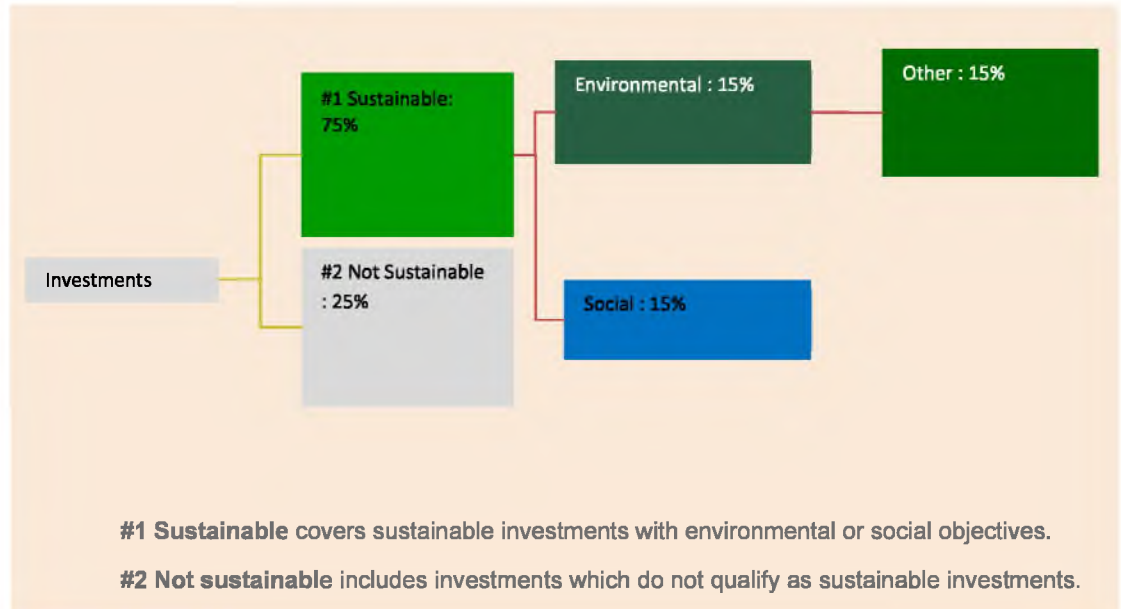 #1 Sustainable:
75%
Environmental : 15%
Other : 15%
Investments
#2 Not Sustainable
: 25%
Social : 15%
#1 Sustainable covers sustainable investments with environmental or social objectives.
#2 Not sustainable includes investments which do not qualify as sustainable investments.